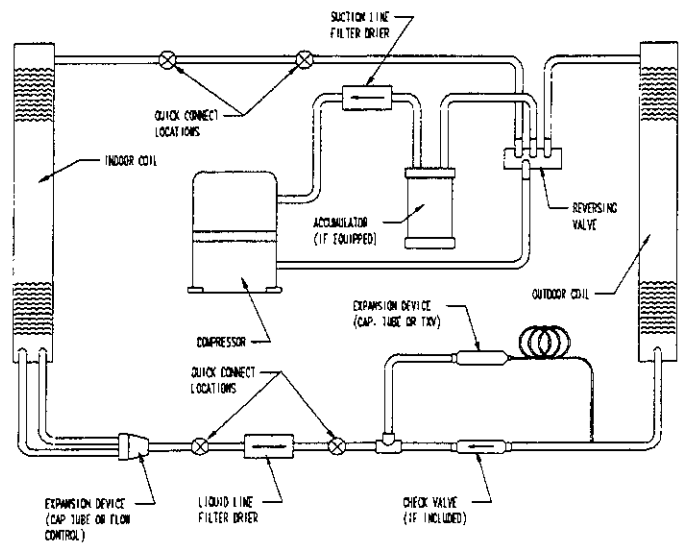 SUCTION LINE
FILTER DRIER
QUICK CONNECT
LOCATIONS
INDOOR COIL
ACCUMULATOR
(IF EQUIPPED)
REVERSING
VALVE
OUTDOOR COIL
COMPRESSOR
EXPANSION DEVICE
(CAP. TUBE OR TXV)
QUICK CONNECT
LOCATIONS
EXPANSION DEVICE
(CAP TUBE OR FLOW
CONTROL)
LIQUID LINE
FILTER DRIER
CHECK VALVE
(IF INCLUDED)